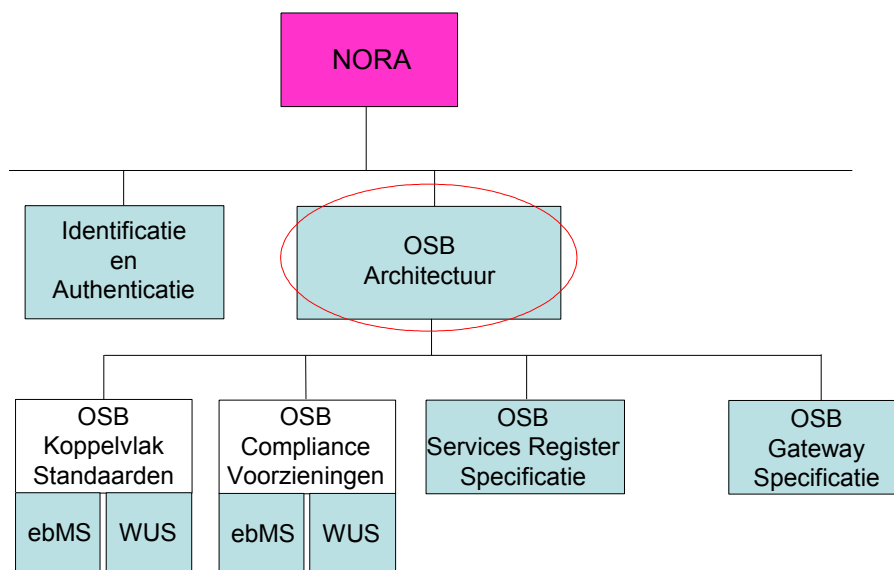 NORA
Identificatie
en
Authenticatie
OSB
Architectuur
OSB
Koppelvlak
Standaarden
ebMS
WUS
OSB
Compliance
Voorzieningen
ebMS
WUS
OSB
Services Register
Specificatie
OSB
Gateway
Specificatie